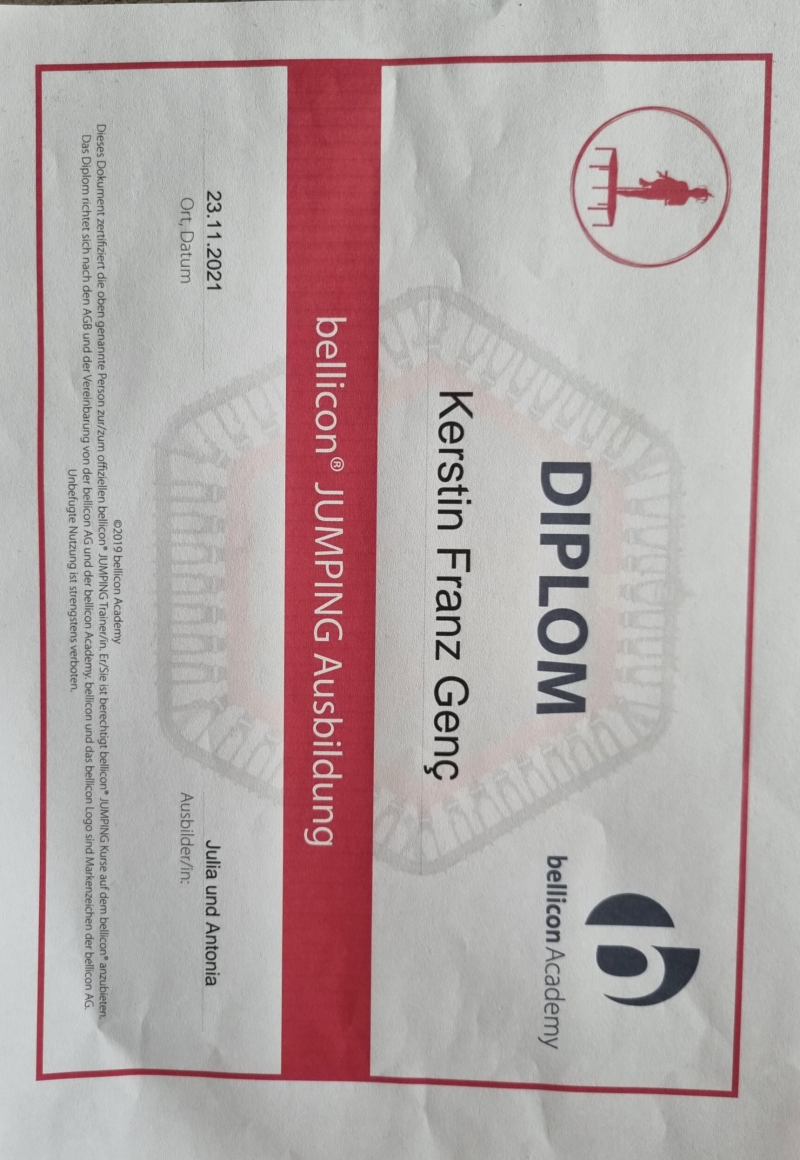 DIPLOM
bellicon Academy
Kerstin Franz Genç
bellicon® JUMPING Ausbildung
23.11.2021
Ort, Datum
Julia und Antonia
Ausbilder/in:
©2019 bellicon Academy
Dieses Dokument zertifiziert die oben genannte Person zur/zum offiziellen bellicon® JUMPING Trainer/in. Er/Sie ist berechtigt bellicon® JUMPING Kurse auf dem bellicon® anzubieten.
Das Diplom richtet sich nach den AGB und der Vereinbarung von der bellicon AG und der bellicon Academy. bellicon und das bellicon Logo sind Markenzeichen der bellicon AG.
Unbefugte Nutzung ist strengstens verboten.